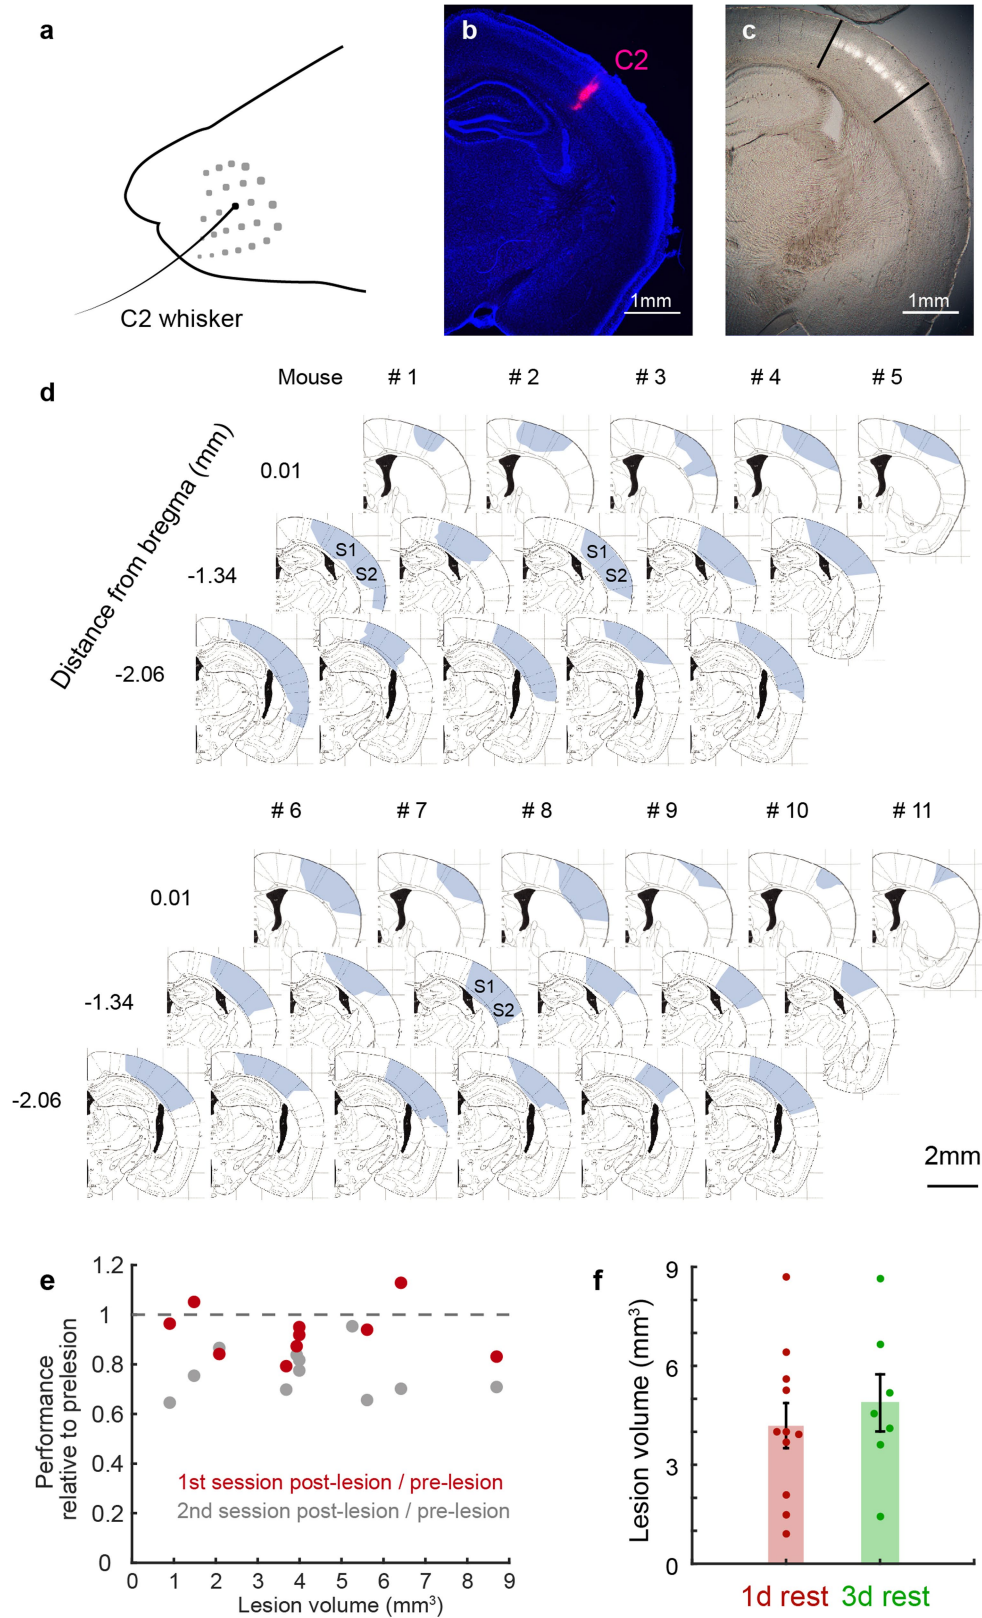 a
C2 whisker
b
C2
1mm
c
1mm
d
Mouse # 1 # 2 # 3 # 4 # 5
Distance from bregma (mm)
0.01
-1.34
S1
S2
S1
S2
-2.06
# 6 # 7 # 8 # 9 # 10 # 11
0.01
-1.34
S1
S2
-2.06
2mm
e
Performance
relative to prelesion
1.2
1
0.8
0.6
0.4
0.2
0
1st session post-lesion / pre-lesion
2nd session post-lesion / pre-lesion
0 1 2 3 4 5 6 7 8 9
Lesion volume (mm³)
f
Lesion volume (mm³)
9
6
3
0
1d rest 3d rest